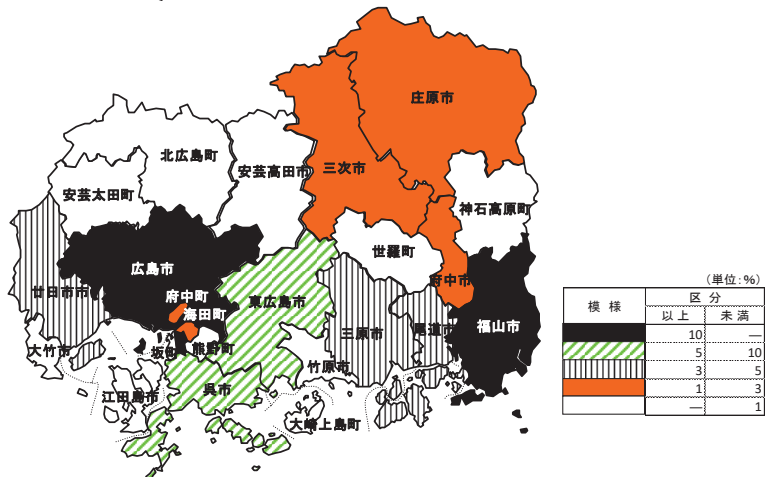 庄原市
北広島町
安芸高田市
三次市
安芸太田町
神石高原町
世羅町
広島市
府中市
廿日市市
府中町
東広島市
海田町
尾道市
福山市
三原市
大竹市
坂町
熊野町
竹原市
呉市
江田島市
大崎上島町
(単位:%)
模 様 区 分
以 上 未 満
10 ―
5 10
3 5
1 3
― 1